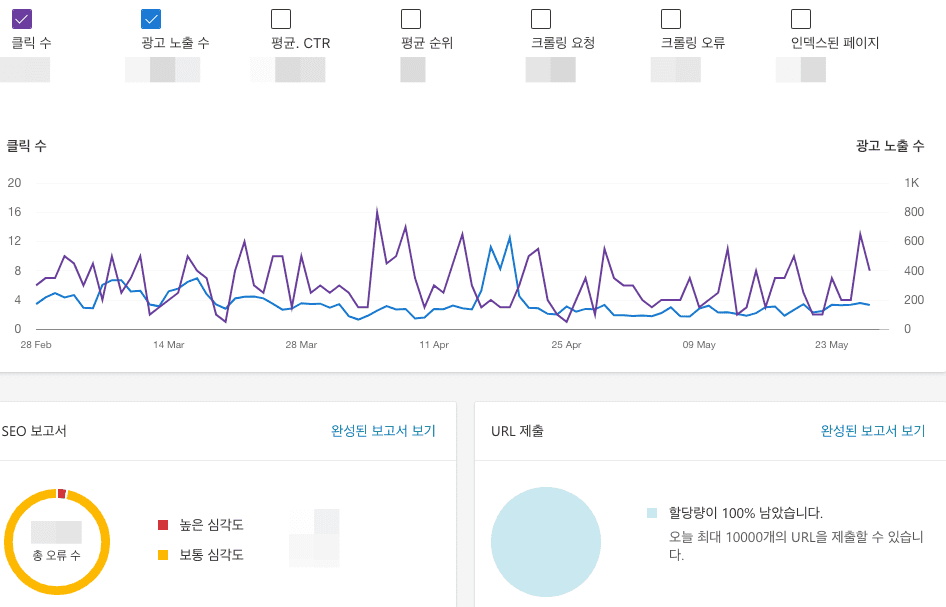 클릭 수
광고 노출 수
평균. CTR
평균 순위
크롤링 요청
크롤링 오류
인덱스된 페이지
클릭 수
광고 노출 수
20
16
12
8
4
0
1K
800
600
400
200
0
28 Feb
14 Mar
28 Mar
11 Apr
25 Apr
09 May
23 May
SEO 보고서
완성된 보고서 보기
총 오류 수
높은 심각도
보통 심각도
URL 제출
완성된 보고서 보기
할당량이 100% 남았습니다.
오늘 최대 10000개의 URL을 제출할 수 있습니
다.